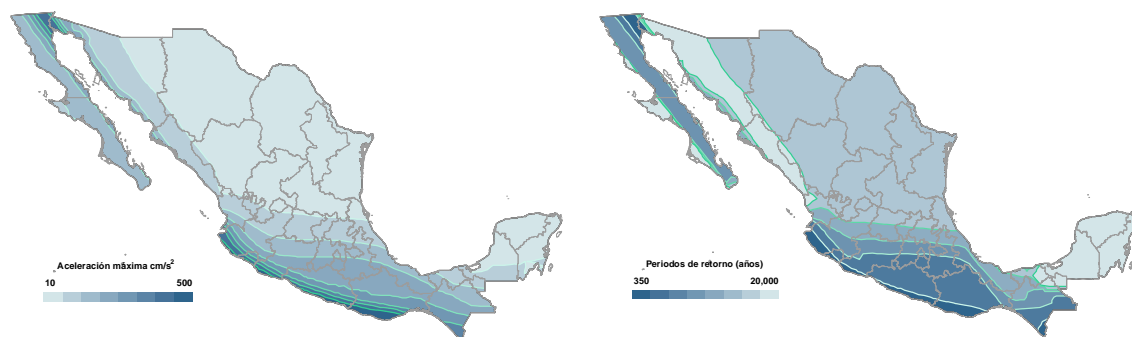 Aceleración máxima cm/s²
10 500
Periodos de retorno (años)
350 20,000